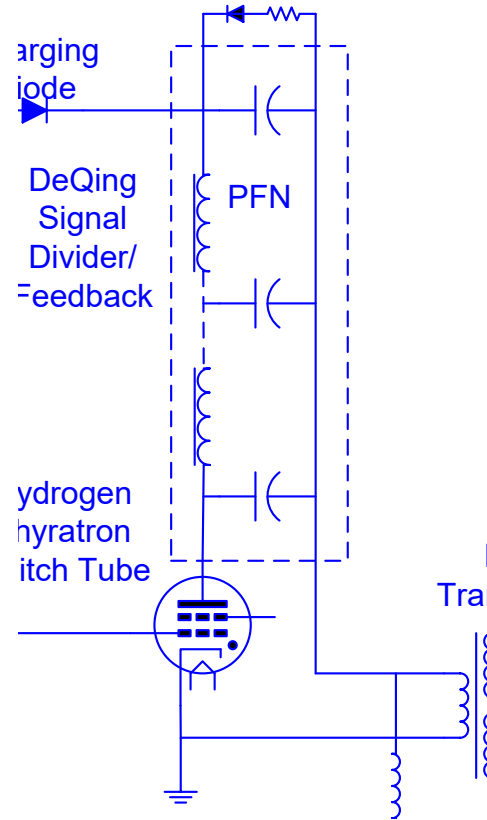 arging
iode
DeQing
Signal
Divider/
Feedback
PFN
ydrogen
hyratron
itch Tube
Tra